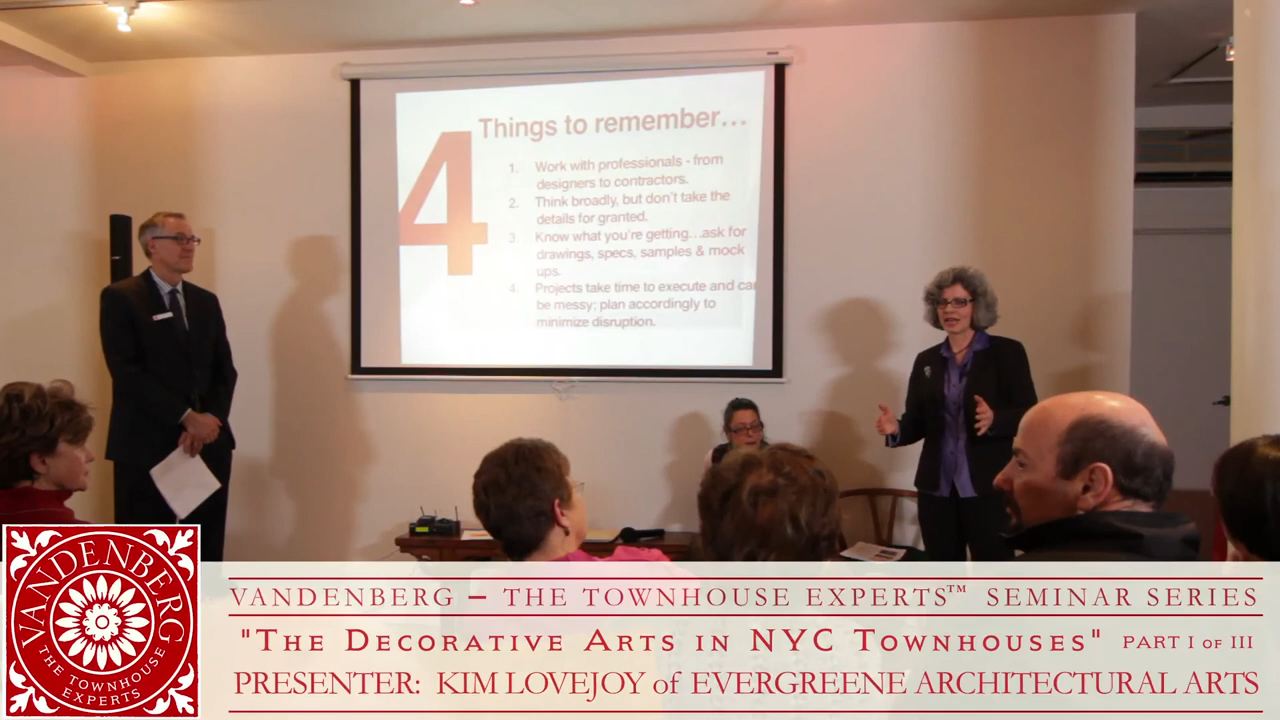 4
Things to remember...
1. Work with professionals - from
designers to contractors.
2. Think broadly, but don't take the
details for granted.
3. Know what you're getting...ask for
drawings, specs, samples & mock
ups.
4. Projects take time to execute and can
be messy; plan accordingly to
minimize disruption.
VANDENBERG
THE TOWNHOUSE
EXPERTS
VANDENBERG – THE TOWNHOUSE EXPERTS™ SEMINAR SERIES
"THE DECORATIVE ARTS IN NYC TOWNHOUSES" PART I OF III
PRESENTER: KIM LOVEJOY of EVERGREENE ARCHITECTURAL ARTS